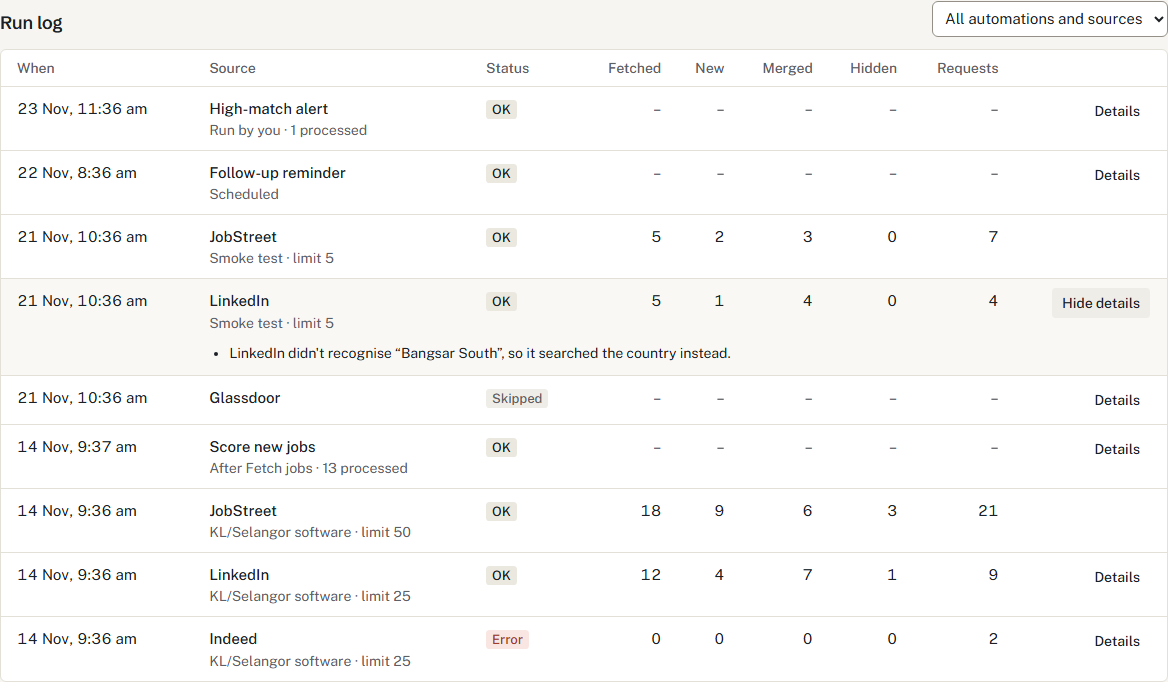 Run log
All automations and sources
When Source Status Fetched New Merged Hidden Requests
23 Nov, 11:36 am High-match alert OK – – – – – Details
Run by you · 1 processed
22 Nov, 8:36 am Follow-up reminder OK – – – – – Details
Scheduled
21 Nov, 10:36 am JobStreet OK 5 2 3 0 7
Smoke test · limit 5
21 Nov, 10:36 am LinkedIn OK 5 1 4 0 4 Hide details
Smoke test · limit 5
• LinkedIn didn't recognise “Bangsar South”, so it searched the country instead.
21 Nov, 10:36 am Glassdoor Skipped – – – – – Details
14 Nov, 9:37 am Score new jobs OK – – – – – Details
After Fetch jobs · 13 processed
14 Nov, 9:36 am JobStreet OK 18 9 6 3 21
KL/Selangor software · limit 50
14 Nov, 9:36 am LinkedIn OK 12 4 7 1 9 Details
KL/Selangor software · limit 25
14 Nov, 9:36 am Indeed Error 0 0 0 0 2 Details
KL/Selangor software · limit 25